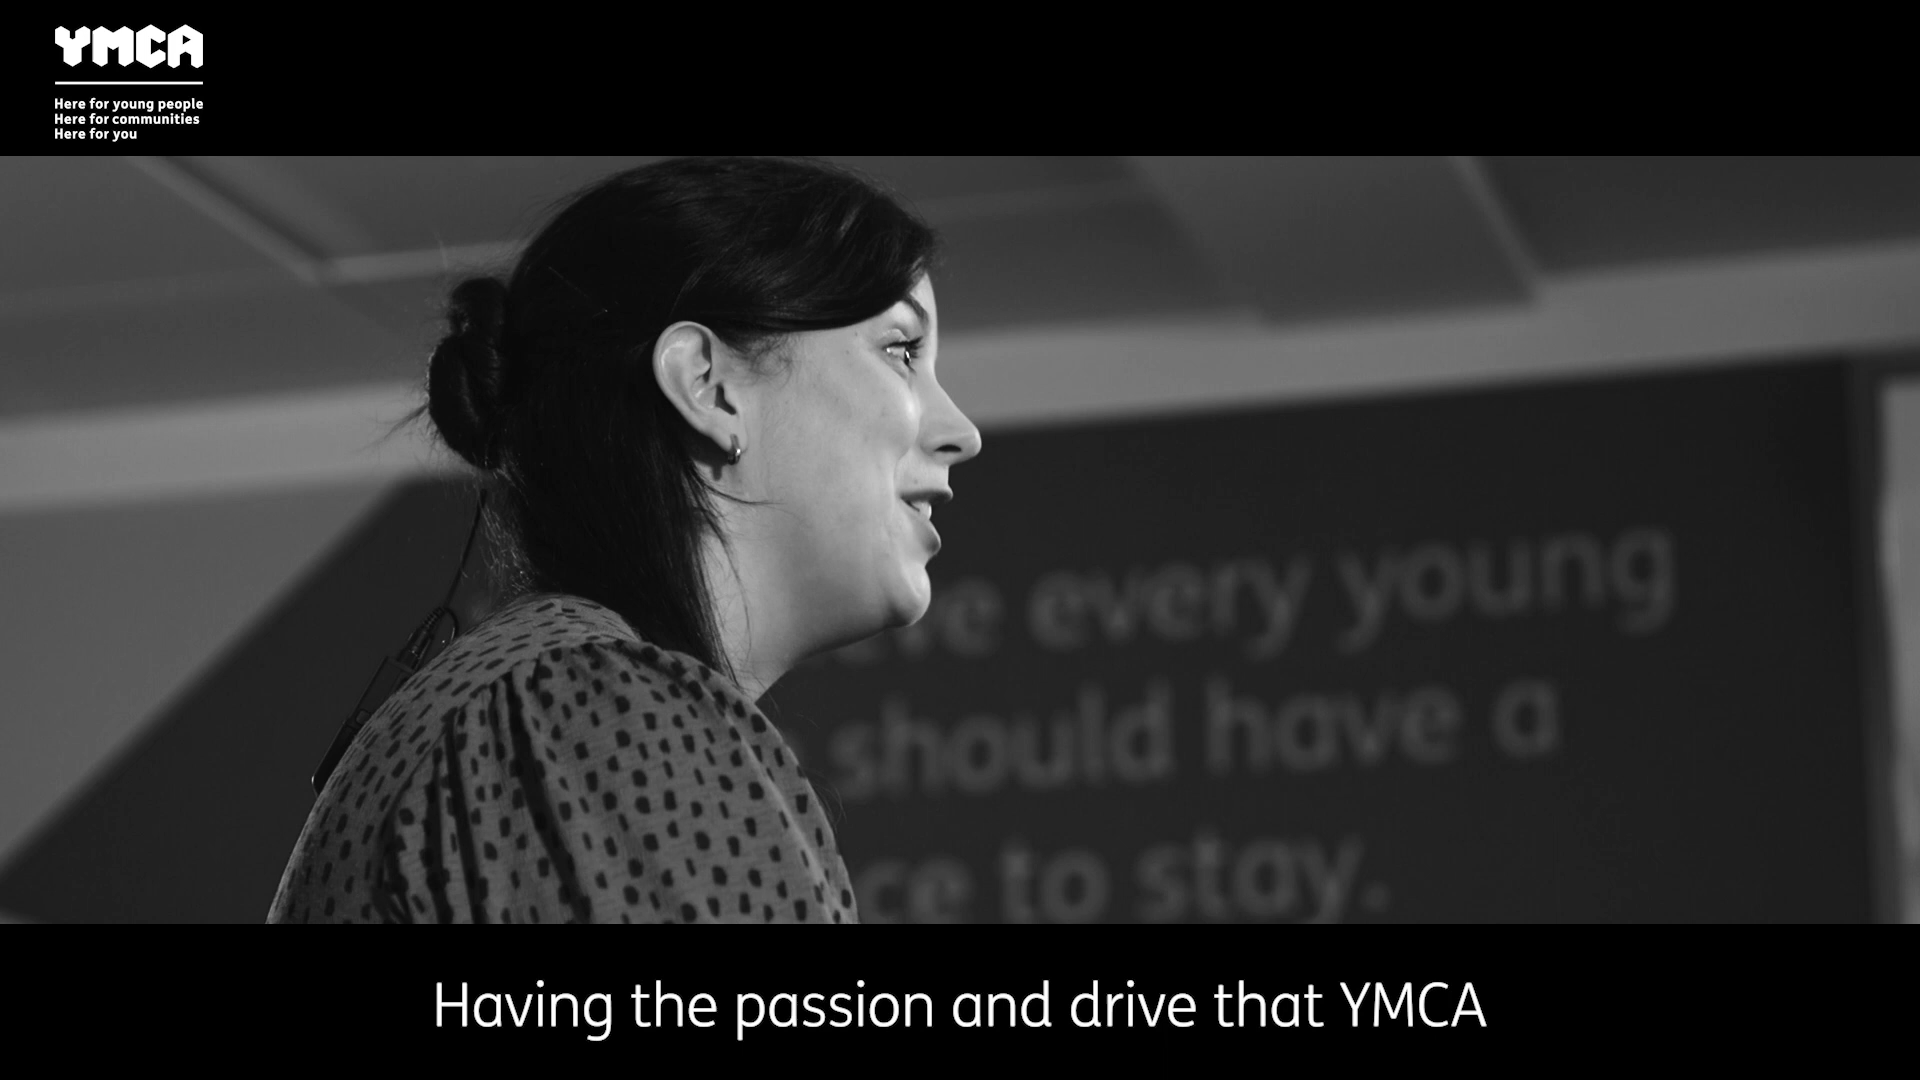 YMCA
Here for young people
Here for communities
Here for you
every young
should have a
to stay.
Having the passion and drive that YMCA